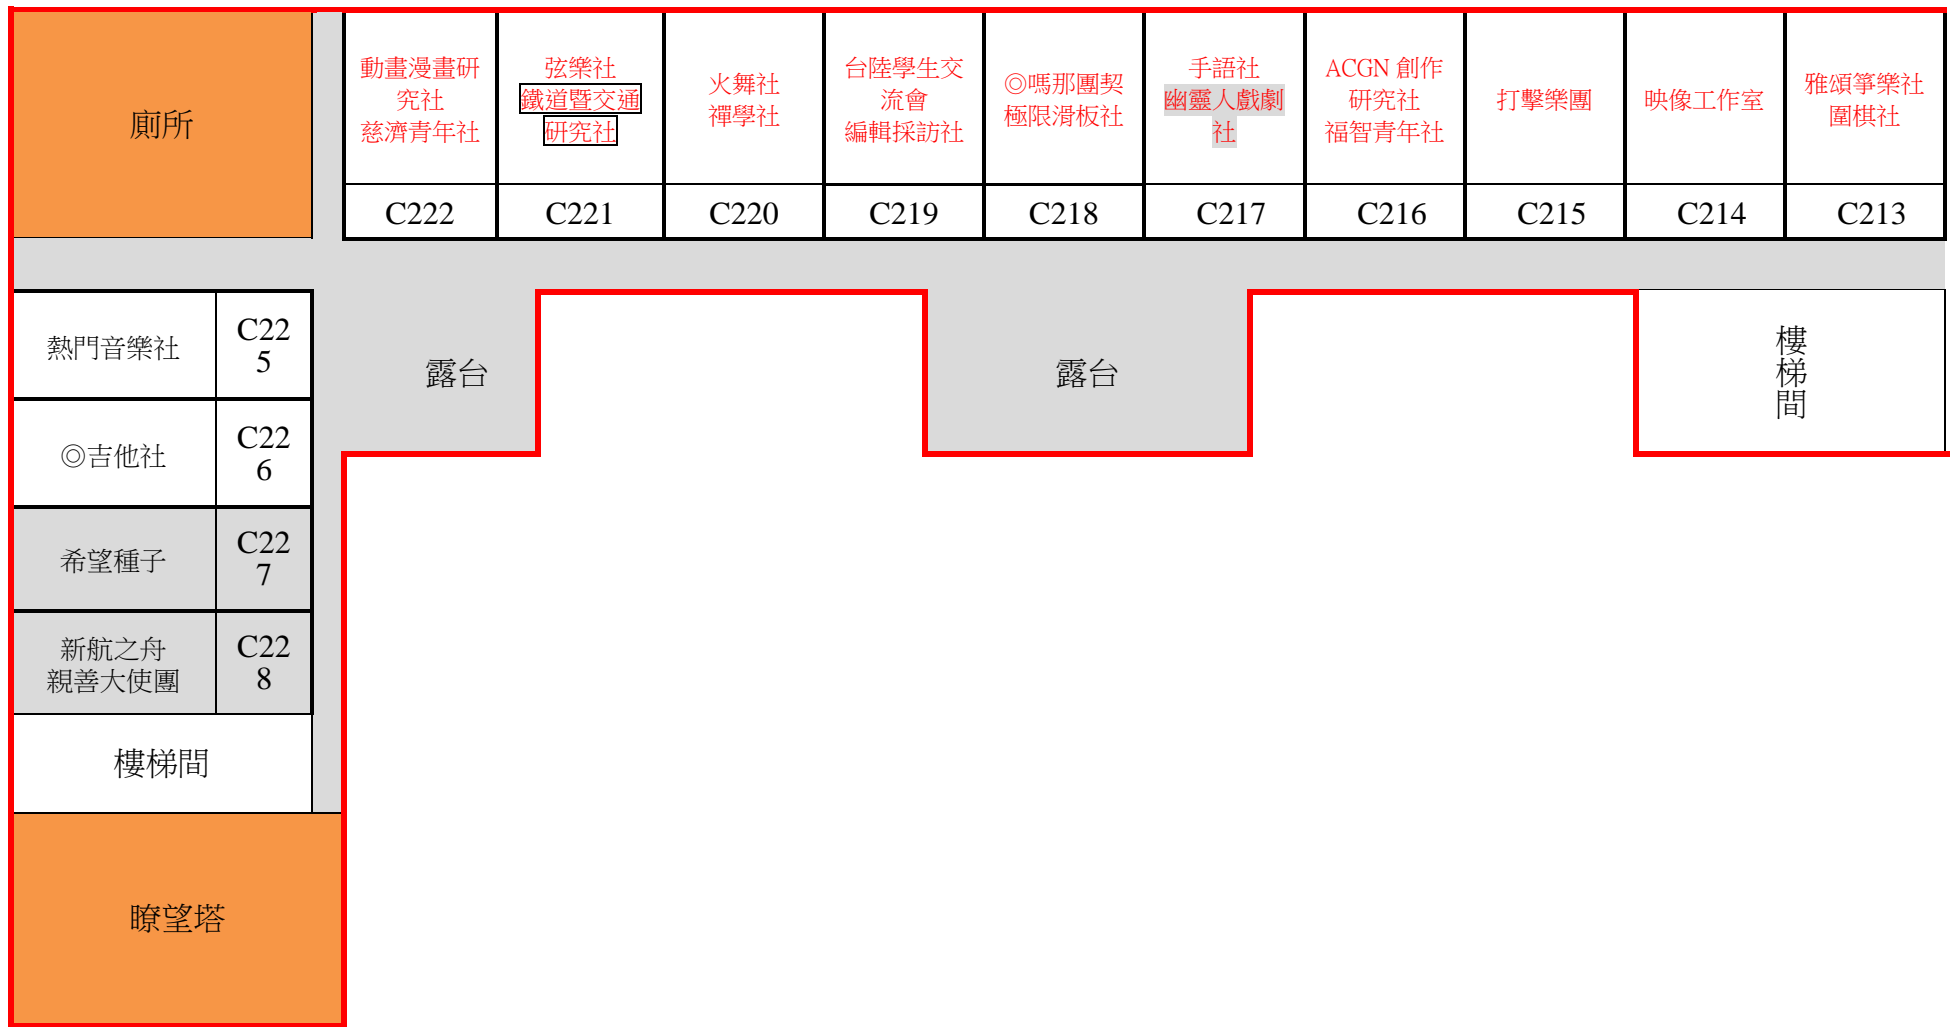 廁所
動畫漫畫研
究社
慈濟青年社
弦樂社
鐵道暨交通
研究社
火舞社
禪學社
台陸學生交
流會
編輯採訪社
◎嗎那團契
極限滑板社
手語社
幽靈人戲劇
社
ACGN 創作
研究社
福智青年社
打擊樂團
映像工作室
雅頌箏樂社
圍棋社
C222
C221
C220
C219
C218
C217
C216
C215
C214
C213
熱門音樂社
C22
5
露台
露台
樓梯間
◎吉他社
C22
6
希望種子
C22
7
新航之舟
親善大使團
C22
8
樓梯間
瞭望塔